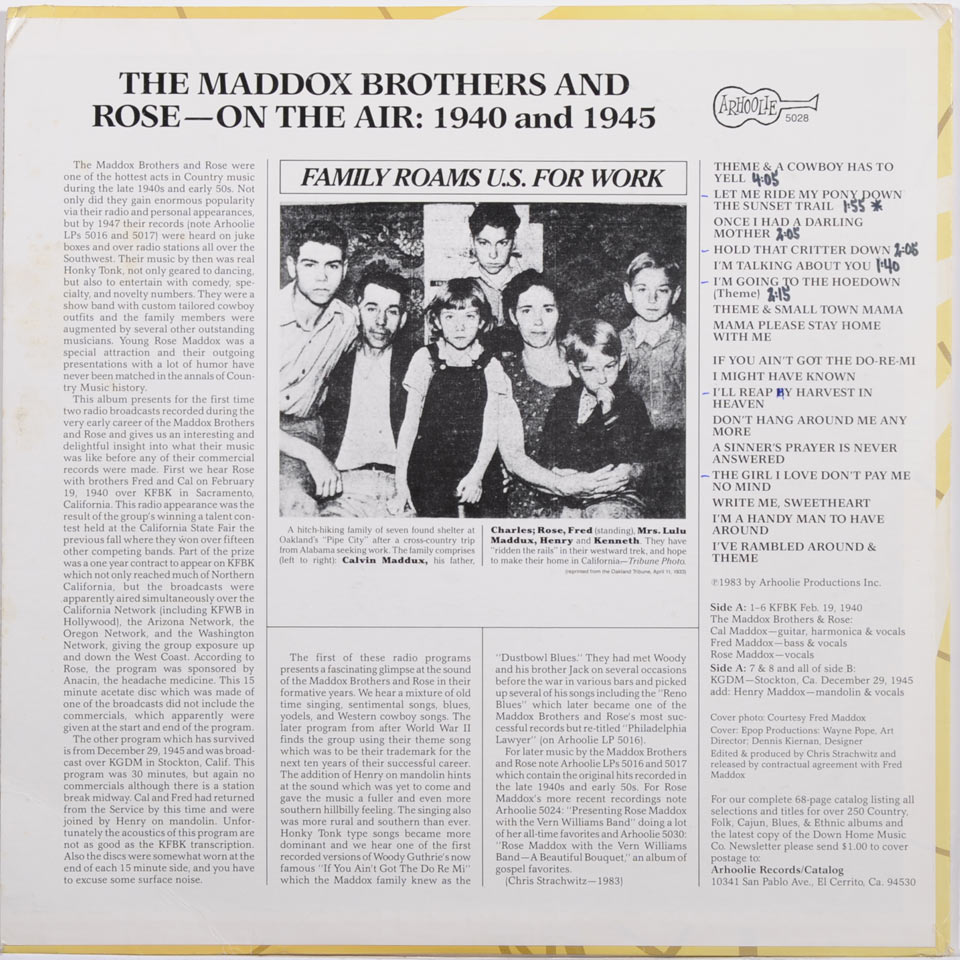 THE MADDOX BROTHERS AND
ROSE—ON THE AIR: 1940 and 1945
ARHOOLIE
5028
The Maddox Brothers and Rose were
one of the hottest acts in Country music
during the late 1940s and early 50s. Not
only did they gain enormous popularity
via their radio and personal appearances,
but by 1947 their records (note Arhoolie
LPs 5016 and 5017) were heard on juke
boxes and over radio stations all over the
Southwest. Their music by then was real
Honky Tonk, not only geared to dancing,
but also to entertain with comedy, spe-
cialty, and novelty numbers. They were a
show band with custom tailored cowboy
outfits and the family members were
augmented by several other outstanding
musicians. Young Rose Maddox was a
special attraction and their outgoing
presentations with a lot of humor have
never been matched in the annals of Coun-
try Music history.
This album presents for the first time
two radio broadcasts recorded during the
very early career of the Maddox Brothers
and Rose and gives us an interesting and
delightful insight into what their music
was like before any of their commercial
records were made. First we hear Rose
with brothers Fred and Cal on February
19, 1940 over KFBK in Sacramento,
California. This radio appearance was the
result of the group's winning a talent con-
test held at the California State Fair the
previous fall where they won over fifteen
other competing bands. Part of the prize
was a one year contract to appear on KFBK
which not only reached much of Northern
California, but the broadcasts were
apparently aired simultaneously over the
California Network (including KFWB in
Hollywood), the Arizona Network, the
Oregon Network, and the Washington
Network, giving the group exposure up
and down the West Coast. According to
Rose, the program was sponsored by
Anacin, the headache medicine. This 15
minute acetate disc which was made of
one of the broadcasts did not include the
commercials, which apparently were
given at the start and end of the program.
The other program which has survived
is from December 29, 1945 and was broad-
cast over KGDM in Stockton, Calif. This
program was 30 minutes, but again no
commercials although there is a station
break midway. Cal and Fred had returned
from the Service by this time and were
joined by Henry on mandolin. Unfor-
tunately the acoustics of this program are
not as good as the KFBK transcription.
Also the discs were somewhat worn at the
end of each 15 minute side, and you have
to excuse some surface noise.
FAMILY ROAMS U.S. FOR WORK
A hitch-hiking family of seven found shelter at
Oakland's "Pipe City" after a cross-country trip
from Alabama seeking work. The family comprises
(left to right): Calvin Maddux, his father,
Charles; Rose, Fred (standing), Mrs. Lulu
Maddux, Henry and Kenneth. They have
"ridden the rails" in their westward trek, and hope
to make their home in California—Tribune Photo.
(reprinted from the Oakland Tribune, April 11, 1933)
The first of these radio programs
presents a fascinating glimpse at the sound
of the Maddox Brothers and Rose in their
formative years. We hear a mixture of old
time singing, sentimental songs, blues,
yodels, and Western cowboy songs. The
later program from after World War II
finds the group using their theme song
which was to be their trademark for the
next ten years of their successful career.
The addition of Henry on mandolin hints
at the sound which was yet to come and
gave the music a fuller and even more
southern hillbilly feeling. The singing also
was more rural and southern than ever.
Honky Tonk type songs became more
dominant and we hear one of the first
recorded versions of Woody Guthrie's now
famous "If You Ain't Got The Do Re Mi"
which the Maddox family knew as the
"Dustbowl Blues." They had met Woody
and his brother Jack on several occasions
before the war in various bars and picked
up several of his songs including the "Reno
Blues" which later became one of the
Maddox Brothers and Rose's most suc-
cessful records but re-titled "Philadelphia
Lawyer" (on Arhoolie LP 5016).
For later music by the Maddox Brothers
and Rose note Arhoolie LPs 5016 and 5017
which contain the original hits recorded in
the late 1940s and early 50s. For Rose
Maddox's more recent recordings note
Arhoolie 5024: "Presenting Rose Maddox
with the Vern Williams Band" doing a lot
of her all-time favorites and Arhoolie 5030:
"Rose Maddox with the Vern Williams
Band—A Beautiful Bouquet," an album of
gospel favorites.
(Chris Strachwitz—1983)
THEME & A COWBOY HAS TO
YELL 4:05
LET ME RIDE MY PONY DOWN
THE SUNSET TRAIL 1:55 *
ONCE I HAD A DARLING
MOTHER 2:05
HOLD THAT CRITTER DOWN 2:05
I'M TALKING ABOUT YOU 1:40
I'M GOING TO THE HOEDOWN
(Theme) 2:15
THEME & SMALL TOWN MAMA
MAMA PLEASE STAY HOME
WITH ME
IF YOU AIN'T GOT THE DO-RE-MI
I MIGHT HAVE KNOWN
I'LL REAP MY HARVEST IN
HEAVEN
DON'T HANG AROUND ME ANY
MORE
A SINNER'S PRAYER IS NEVER
ANSWERED
THE GIRL I LOVE DON'T PAY ME
NO MIND
WRITE ME, SWEETHEART
I'M A HANDY MAN TO HAVE
AROUND
I'VE RAMBLED AROUND &
THEME
℗1983 by Arhoolie Productions Inc.
Side A: 1-6 KFBK Feb. 19, 1940
The Maddox Brothers & Rose:
Cal Maddox—guitar, harmonica & vocals
Fred Maddox—bass & vocals
Rose Maddox—vocals
Side A: 7 & 8 and all of side B:
KGDM—Stockton, Ca. December 29, 1945
add: Henry Maddox—mandolin & vocals
Cover photo: Courtesy Fred Maddox
Cover: Epop Productions: Wayne Pope, Art
Director; Dennis Kiernan, Designer
Edited & produced by Chris Strachwitz and
released by contractual agreement with Fred
Maddox
For our complete 68-page catalog listing all
selections and titles for over 250 Country,
Folk, Cajun, Blues, & Ethnic albums and
the latest copy of the Down Home Music
Co. Newsletter please send $1.00 to cover
postage to:
Arhoolie Records/Catalog
10341 San Pablo Ave., El Cerrito, Ca. 94530